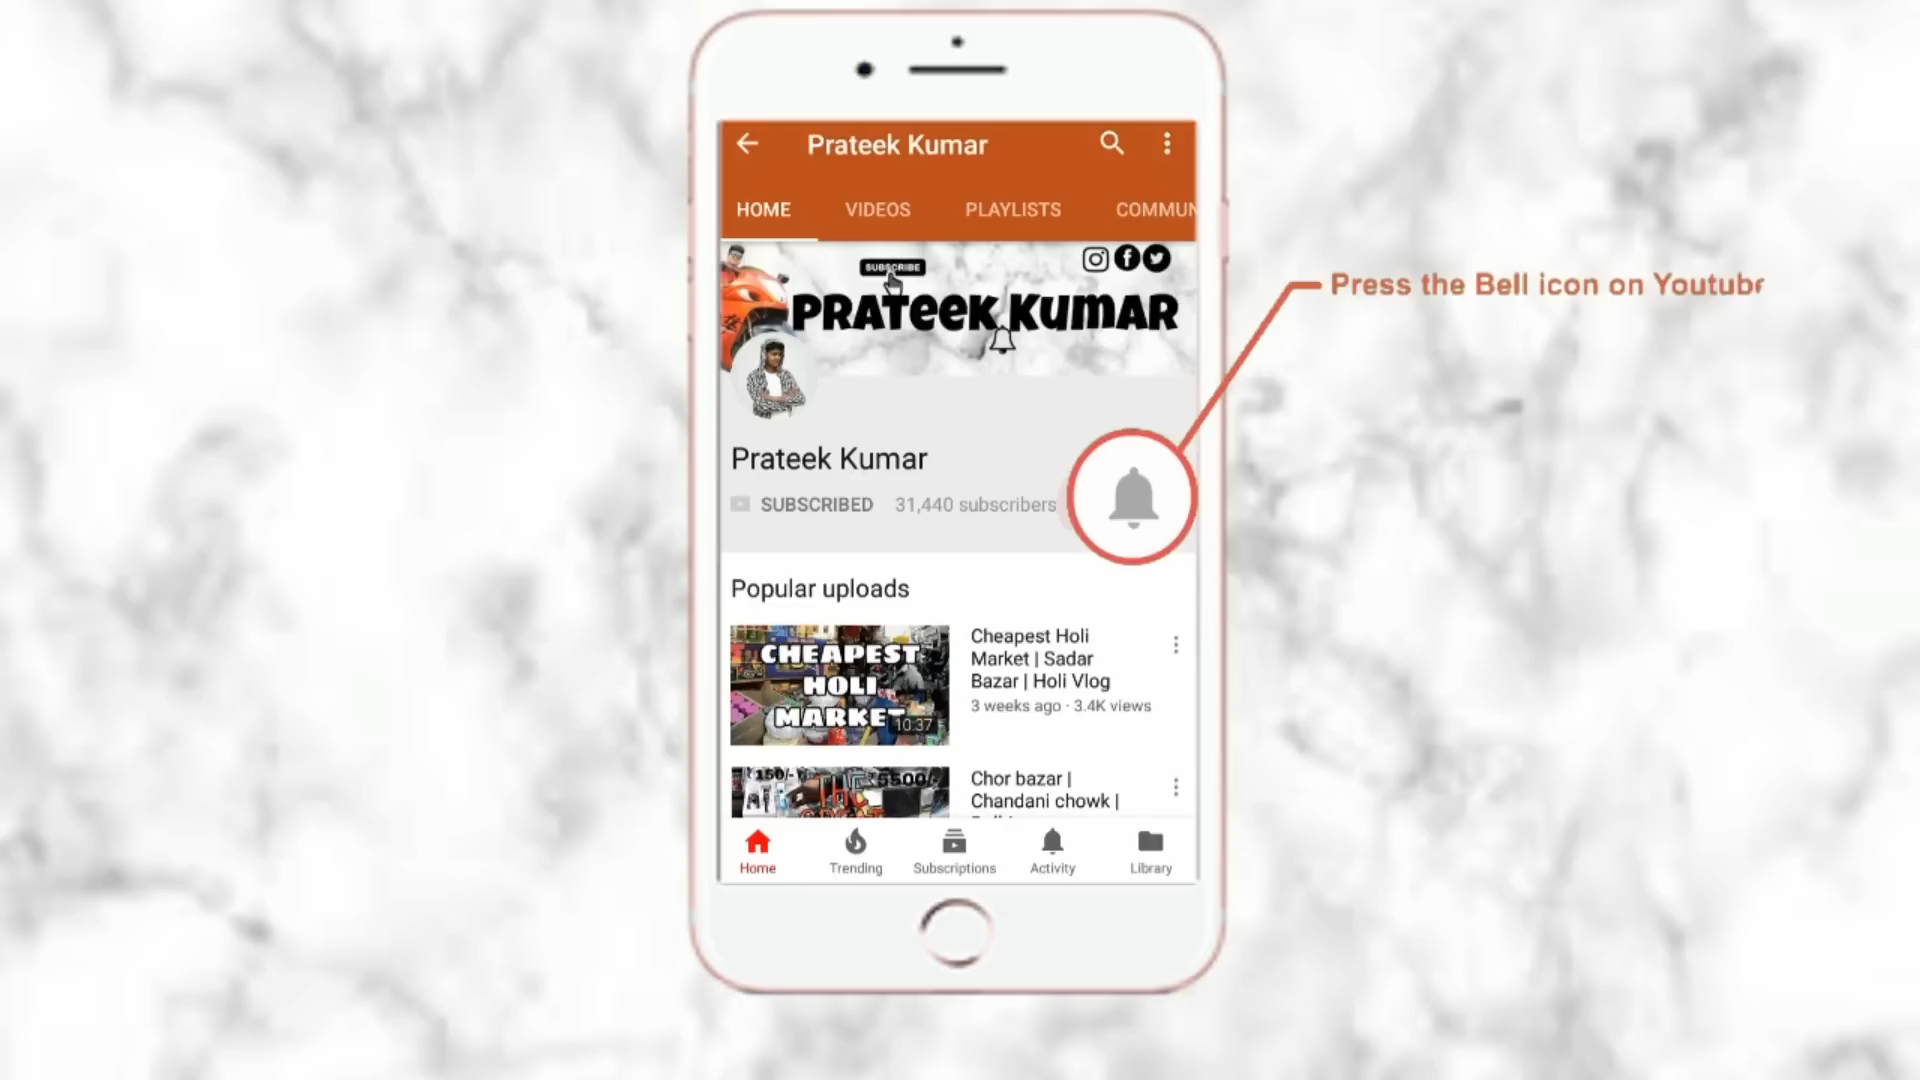 Prateek Kumar
HOME VIDEOS PLAYLISTS COMMUN
SUBSCRIBE
PRATEEK KUMAR
Press the Bell icon on Youtub
Prateek Kumar
SUBSCRIBED 31,440 subscribers
Popular uploads
CHEAPEST
HOLI
MARKET
10:37
Cheapest Holi
Market | Sadar
Bazar | Holi Vlog
3 weeks ago · 3.4K views
150/-
5500/-
Chor bazar |
Chandani chowk |
Home Trending Subscriptions Activity Library